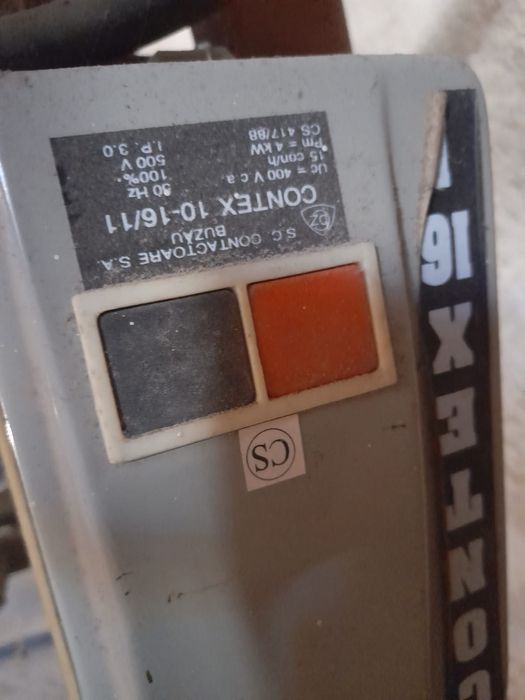 S.C. CONTACTOARE S.A.
BUZĂU
CONTEX 10-16/11
Uc = 400 V c.a. 50 Hz
15 con/h 100%
Pm = 4 kW 500 V
CS 417/88 I.P. 3.0
CS
CONTEX 16